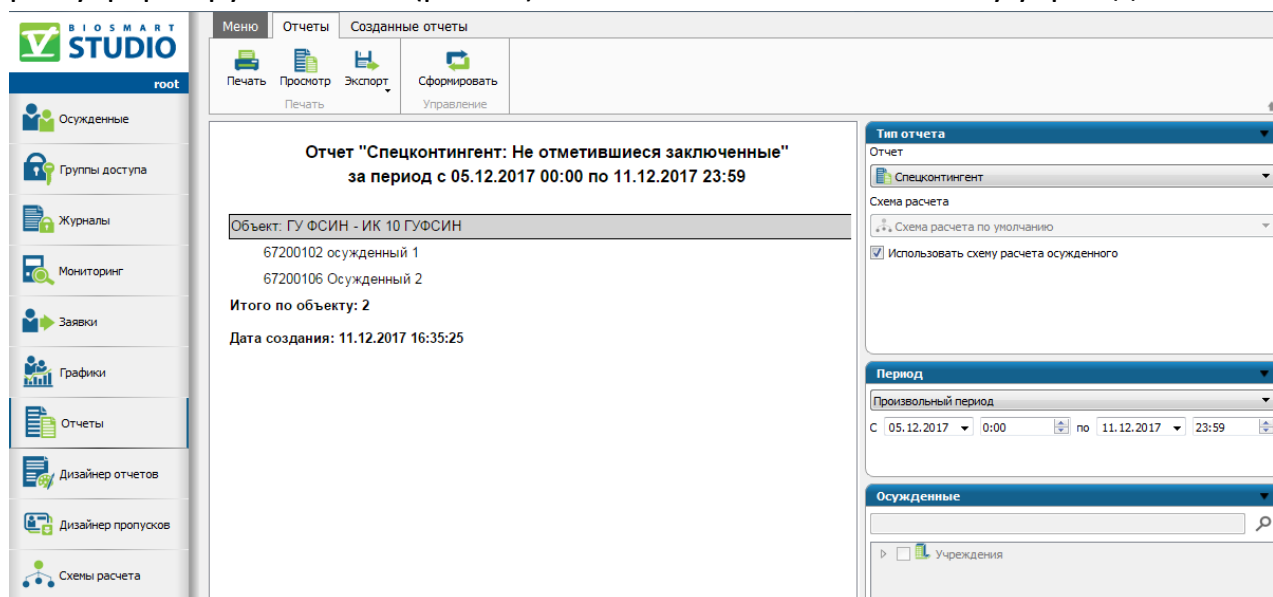 BIOSMART
STUDIO
root
Осужденные
Группы доступа
Журналы
Мониторинг
Заявки
Графики
Отчеты
Дизайнер отчетов
Дизайнер пропусков
Схемы расчета
Меню Отчеты Созданные отчеты
Печать Просмотр Экспорт Сформировать
Печать Управление
Отчет "Спецконтингент: Не отметившиеся заключенные"
за период с 05.12.2017 00:00 по 11.12.2017 23:59
Объект: ГУ ФСИН - ИК 10 ГУФСИН
67200102 осужденный 1
67200106 Осужденный 2
Итого по объекту: 2
Дата создания: 11.12.2017 16:35:25
Тип отчета
Отчет
Спецконтингент
Схема расчета
Схема расчета по умолчанию
Использовать схему расчета осужденного
Период
Произвольный период
С 05.12.2017 0:00 по 11.12.2017 23:59
Осужденные
Учреждения